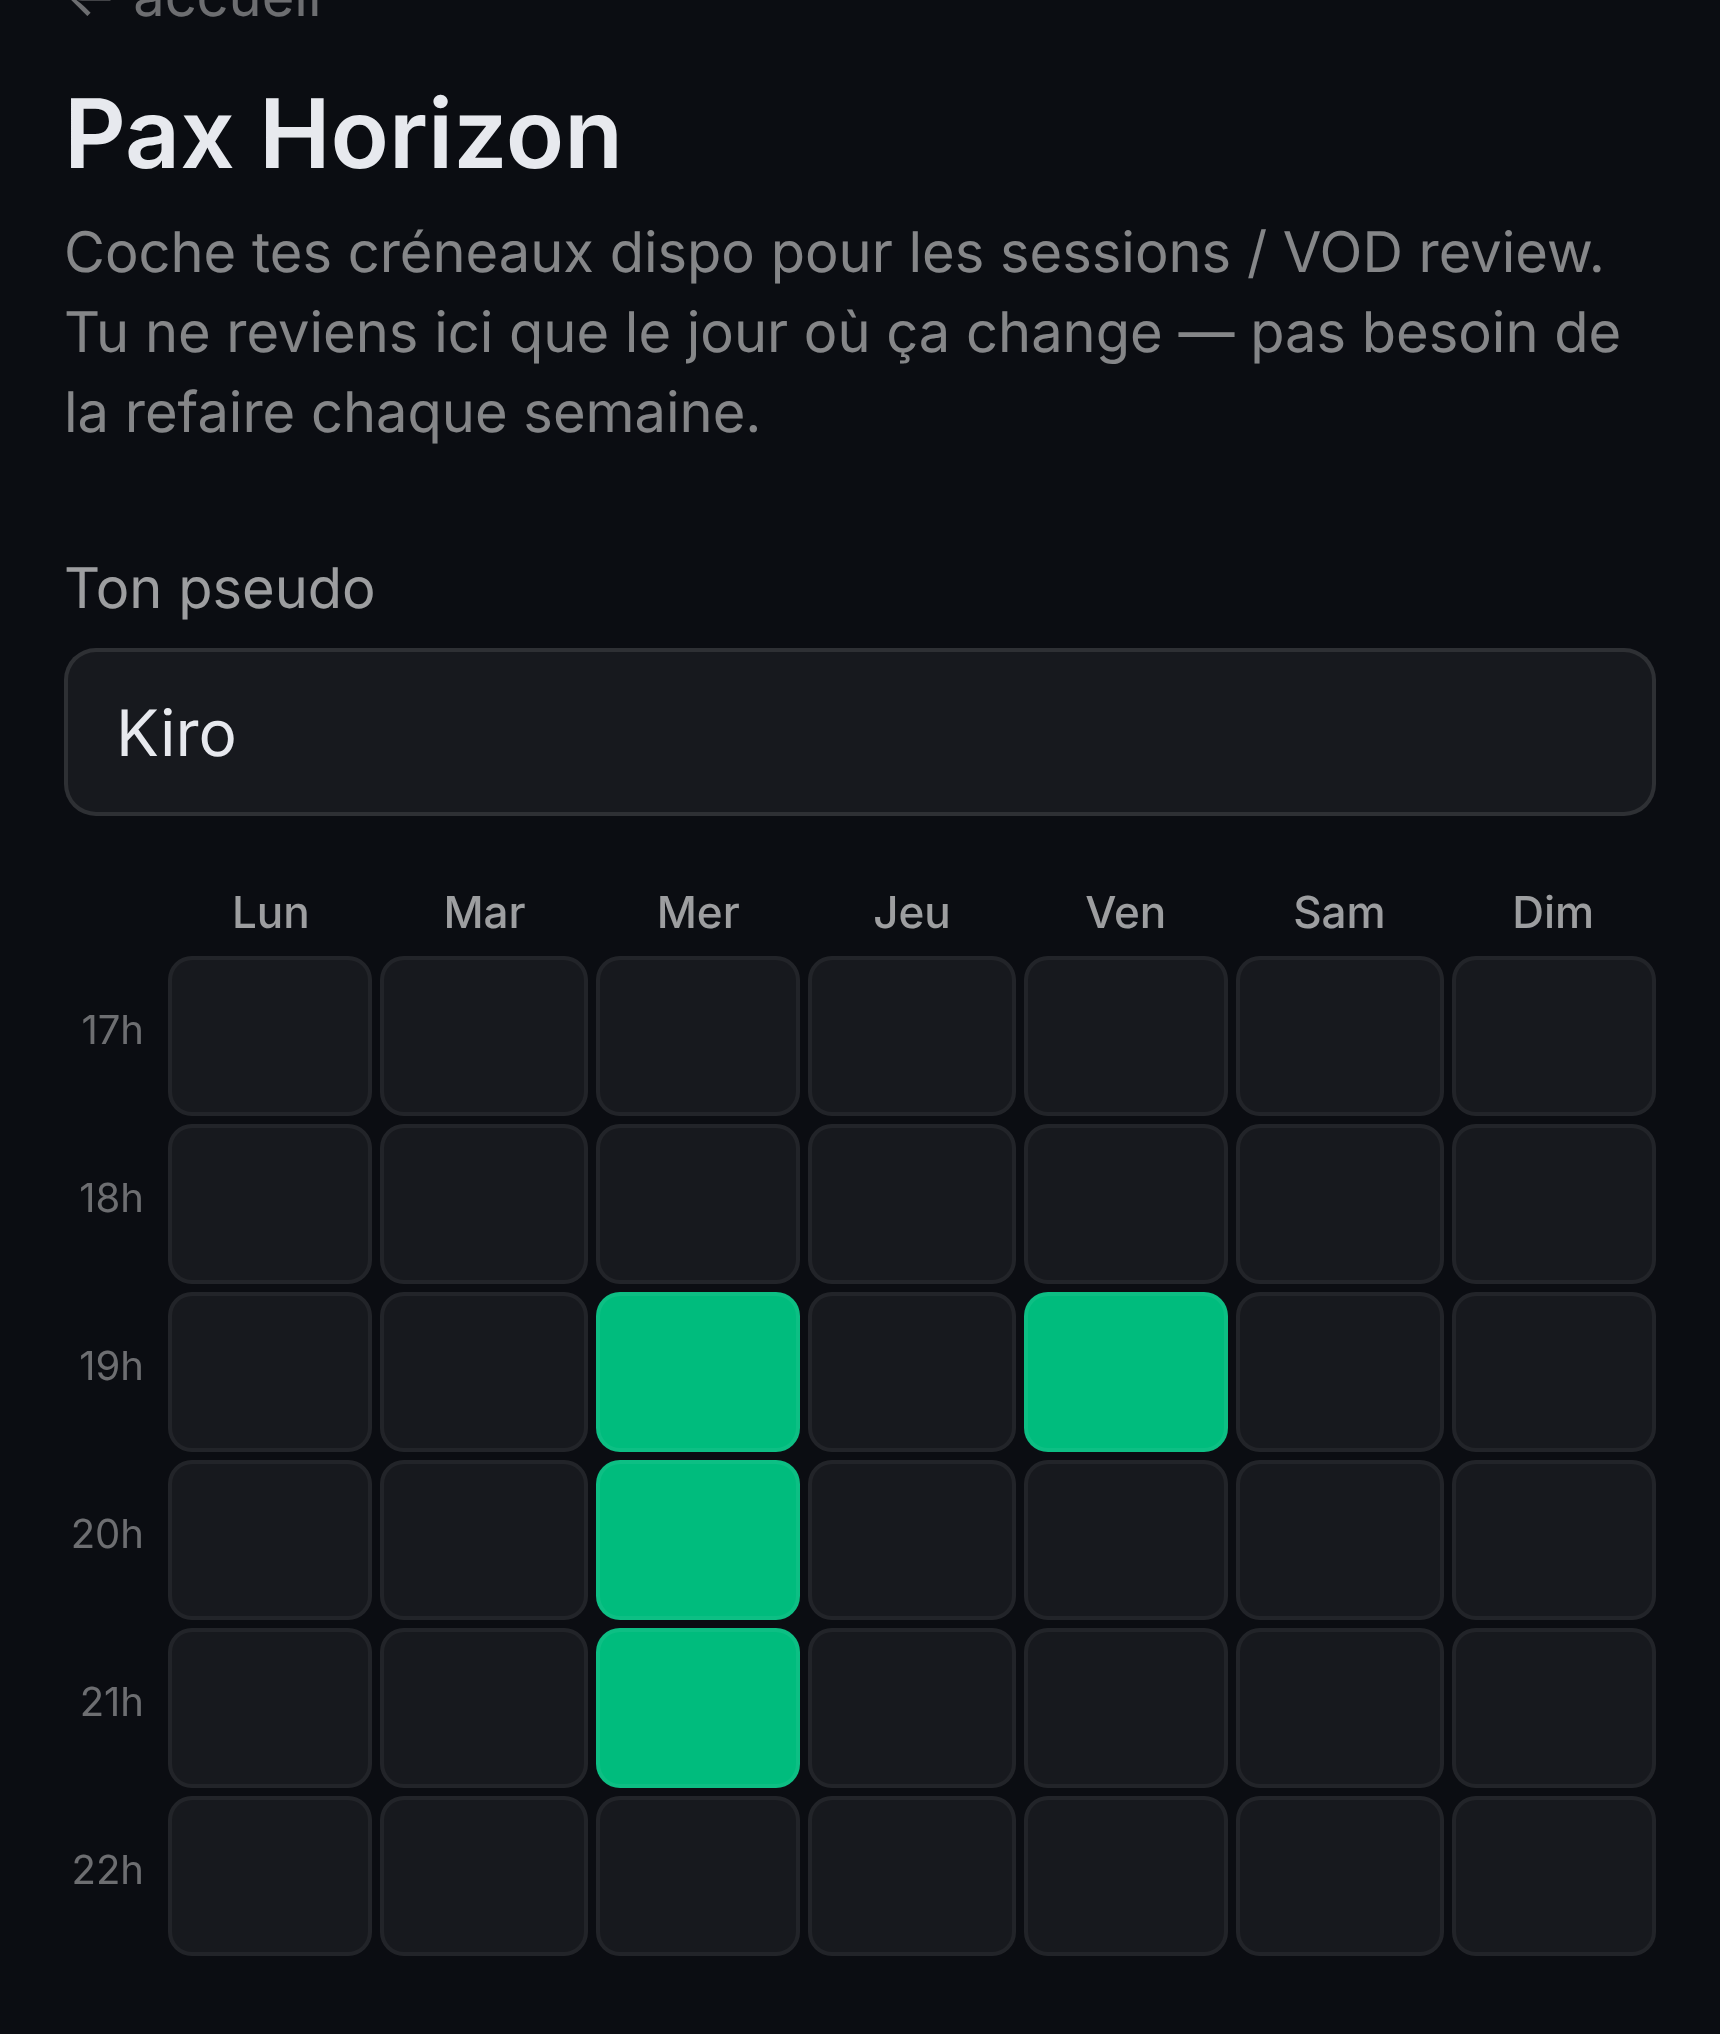 ← accueil
Pax Horizon
Coche tes créneaux dispo pour les sessions / VOD review.
Tu ne reviens ici que le jour où ça change — pas besoin de
la refaire chaque semaine.
Ton pseudo
Kiro
Lun Mar Mer Jeu Ven Sam Dim
17h
18h
19h
20h
21h
22h